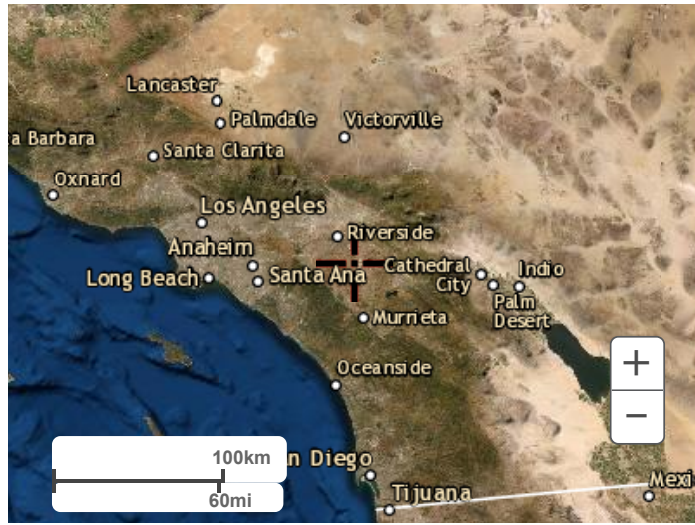 Lancaster
Palmdale
Victorville
a Barbara
Santa Clarita
Oxnard
Los Angeles
Riverside
Anaheim
Cathedral
City
Indio
Long Beach
Santa Ana
Palm
Desert
Murrieta
Oceanside
+
−
100km
60mi
n Diego
Mexi
Tijuana